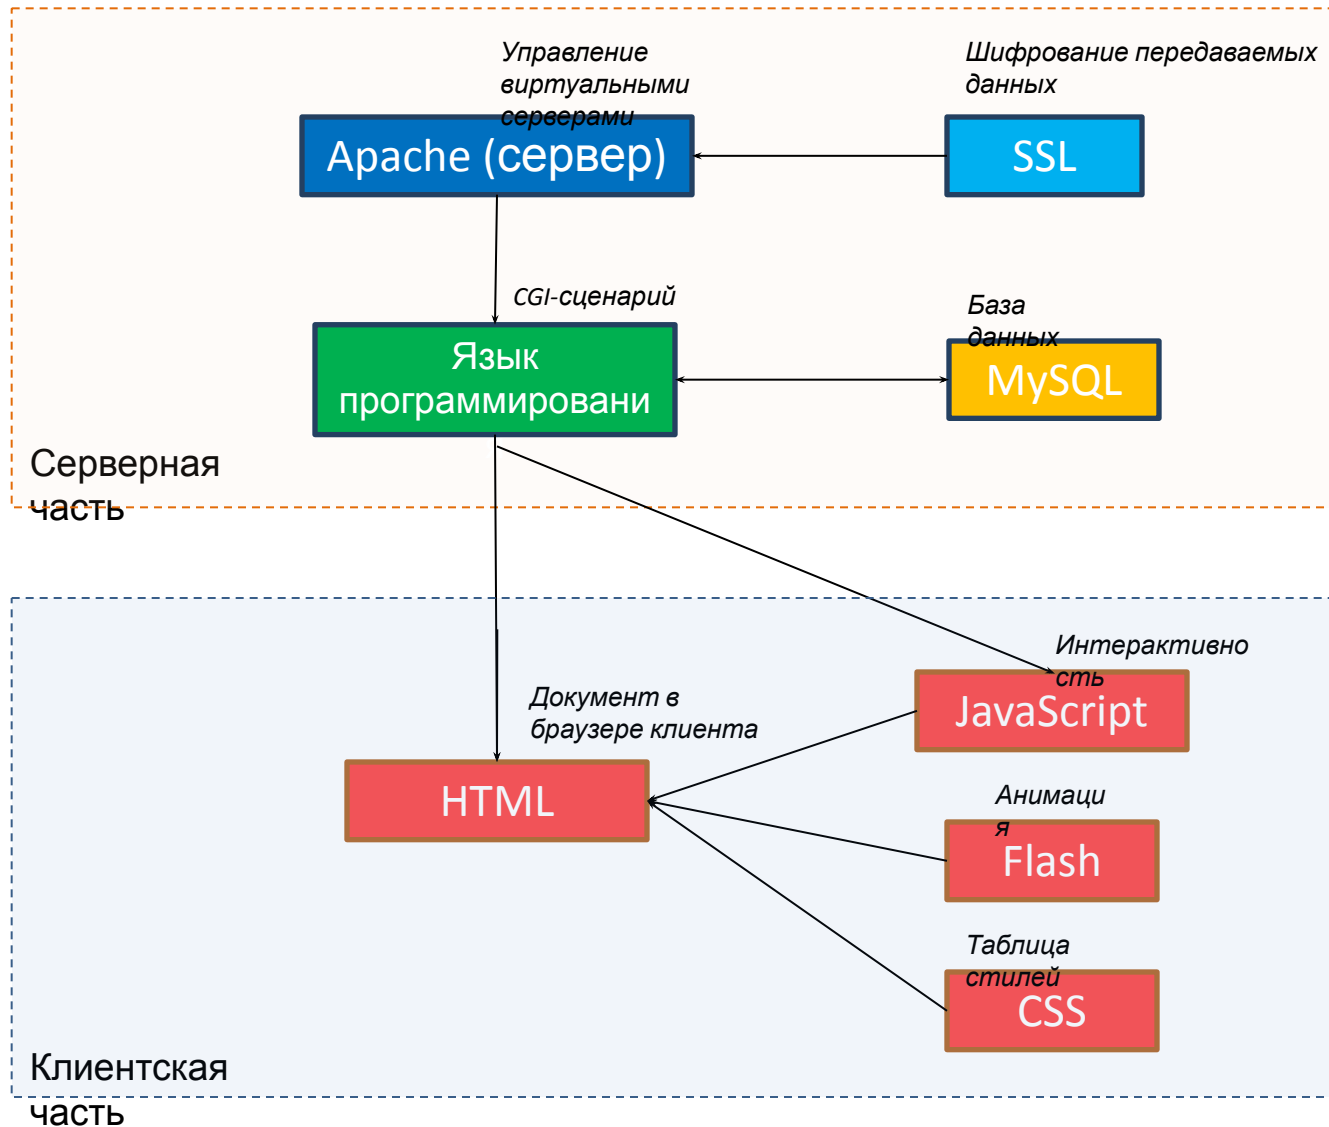 Управление
виртуальными
серверами
Apache (сервер)
Шифрование передаваемых
данных
SSL
CGI-сценарий
Язык
программировани
База
данных
MySQL
Серверная
часть
Интерактивно
сть
JavaScript
Документ в
браузере клиента
HTML
Анимаци
я
Flash
Таблица
стилей
CSS
Клиентская
часть